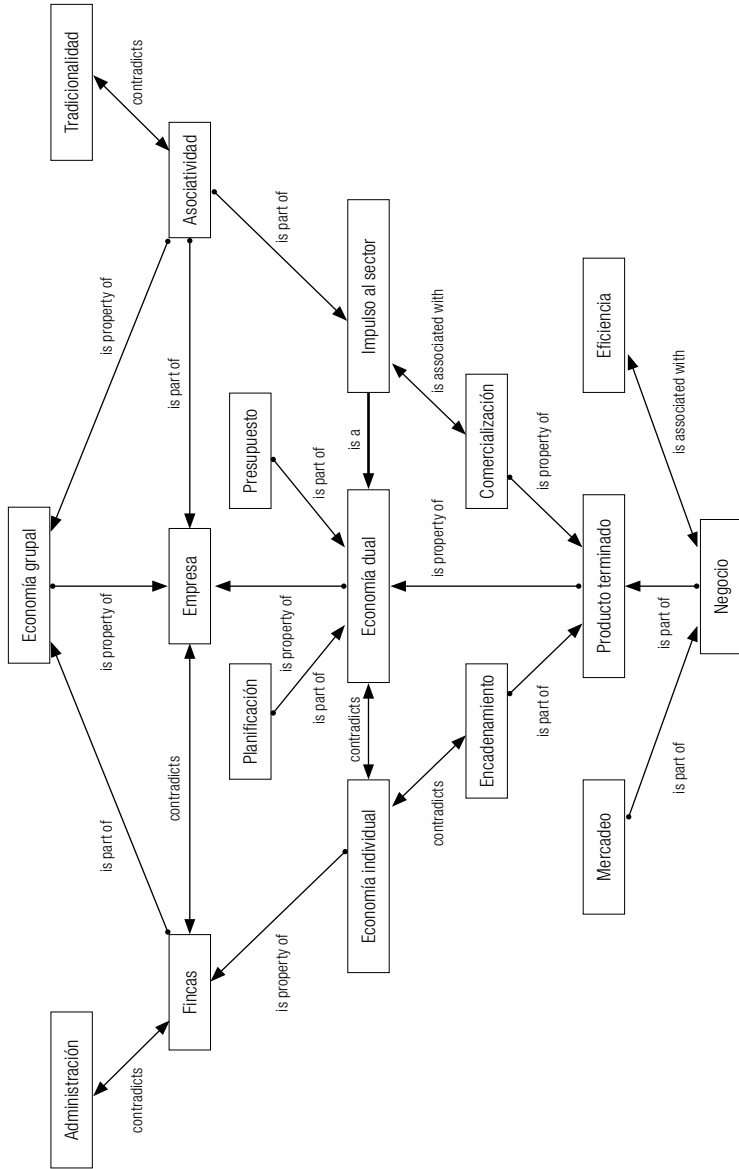 Economía grupal
Administración
Tradicionalidad
contradicts
is part of
is property of
is property of
contradicts
Fincas
contradicts
Empresa
is part of
Asociatividad
Planificación
Presupuesto
is property of
is part of
is property of
is part of
is part of
Economía individual
contradicts
Economía dual
is a
Impulso al sector
contradicts
is property of
is associated with
Encadenamiento
Comercialización
is part of
is property of
Mercadeo
Producto terminado
Eficiencia
is part of
is part of
is associated with
Negocio